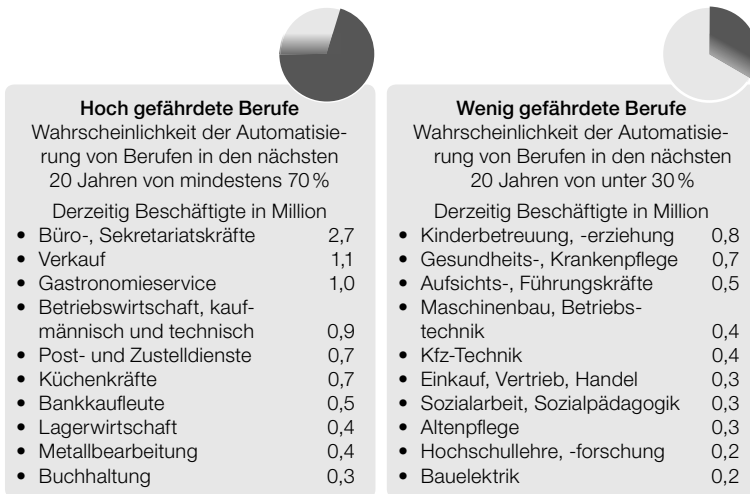 Hoch gefährdete Berufe
Wahrscheinlichkeit der Automatisie-
rung von Berufen in den nächsten
20 Jahren von mindestens 70 %
Derzeitig Beschäftigte in Million
• Büro-, Sekretariatskräfte 2,7
• Verkauf 1,1
• Gastronomieservice 1,0
• Betriebswirtschaft, kauf-
männisch und technisch 0,9
• Post- und Zustelldienste 0,7
• Küchenkräfte 0,7
• Bankkaufleute 0,5
• Lagerwirtschaft 0,4
• Metallbearbeitung 0,4
• Buchhaltung 0,3
Wenig gefährdete Berufe
Wahrscheinlichkeit der Automatisie-
rung von Berufen in den nächsten
20 Jahren von unter 30 %
Derzeitig Beschäftigte in Million
• Kinderbetreuung, -erziehung 0,8
• Gesundheits-, Krankenpflege 0,7
• Aufsichts-, Führungskräfte 0,5
• Maschinenbau, Betriebs-
technik 0,4
• Kfz-Technik 0,4
• Einkauf, Vertrieb, Handel 0,3
• Sozialarbeit, Sozialpädagogik 0,3
• Altenpflege 0,3
• Hochschullehre, -forschung 0,2
• Bauelektrik 0,2